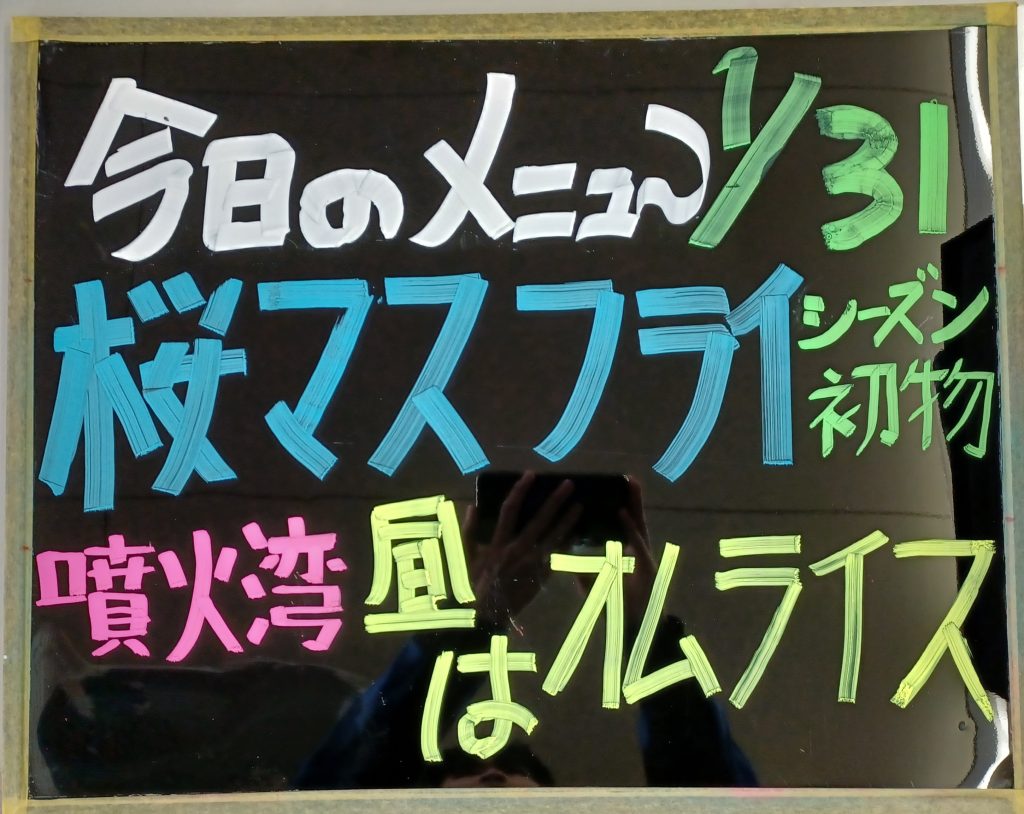 今日のメニュー 1/31
桜マスフライ
シーズン
初物
噴火湾
昼は
オムライス